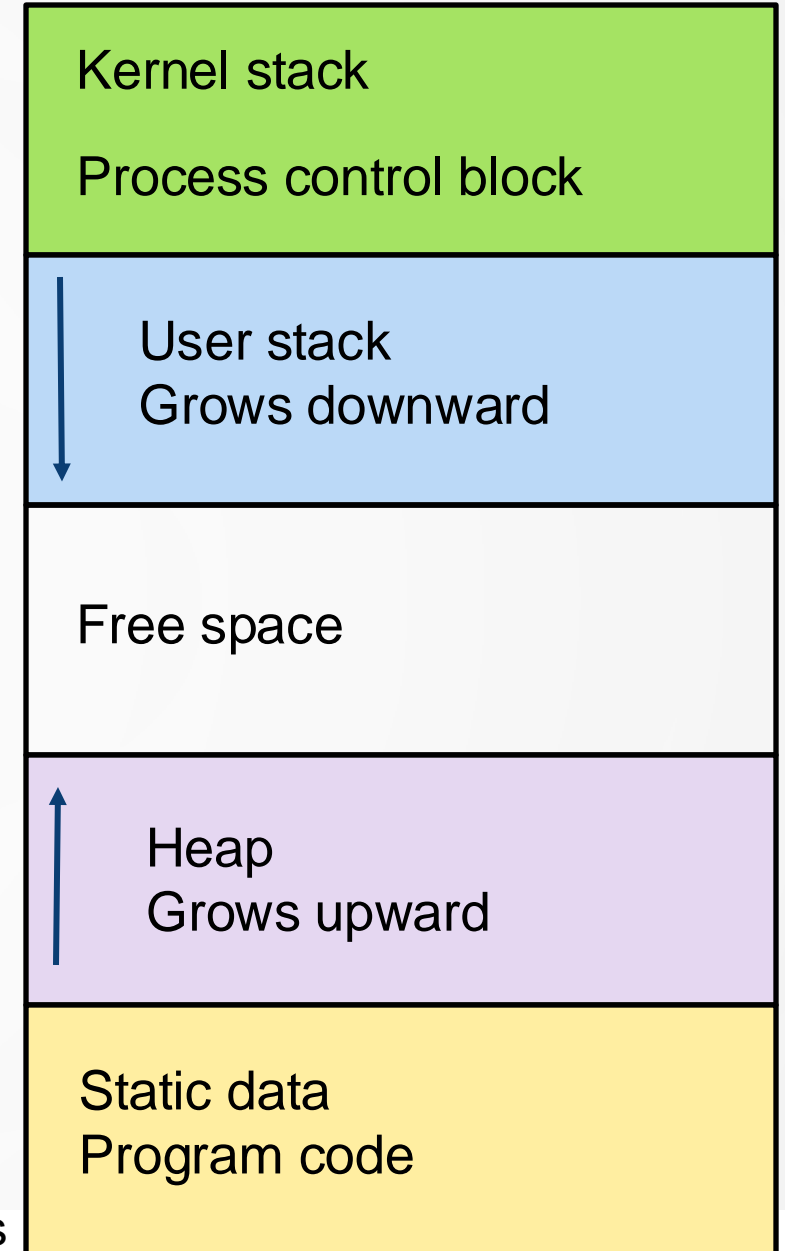 Kernel stack
Process control block
User stack
Grows downward
Free space
Heap
Grows upward
Static data
Program code
s